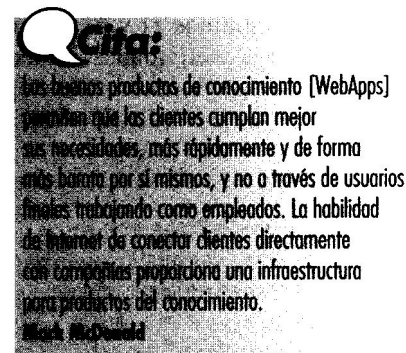 Cita:
Los buenos productos de conocimiento [WebApps]
permiten que los clientes cumplan mejor
sus necesidades, más rápidamente y de forma
más barata por sí mismos, y no a través de usuarios
finales trabajando como empleados. La habilidad
de Internet de conectar clientes directamente
con compañías proporciona una infraestructura
para productos del conocimiento.
Mark McDonald